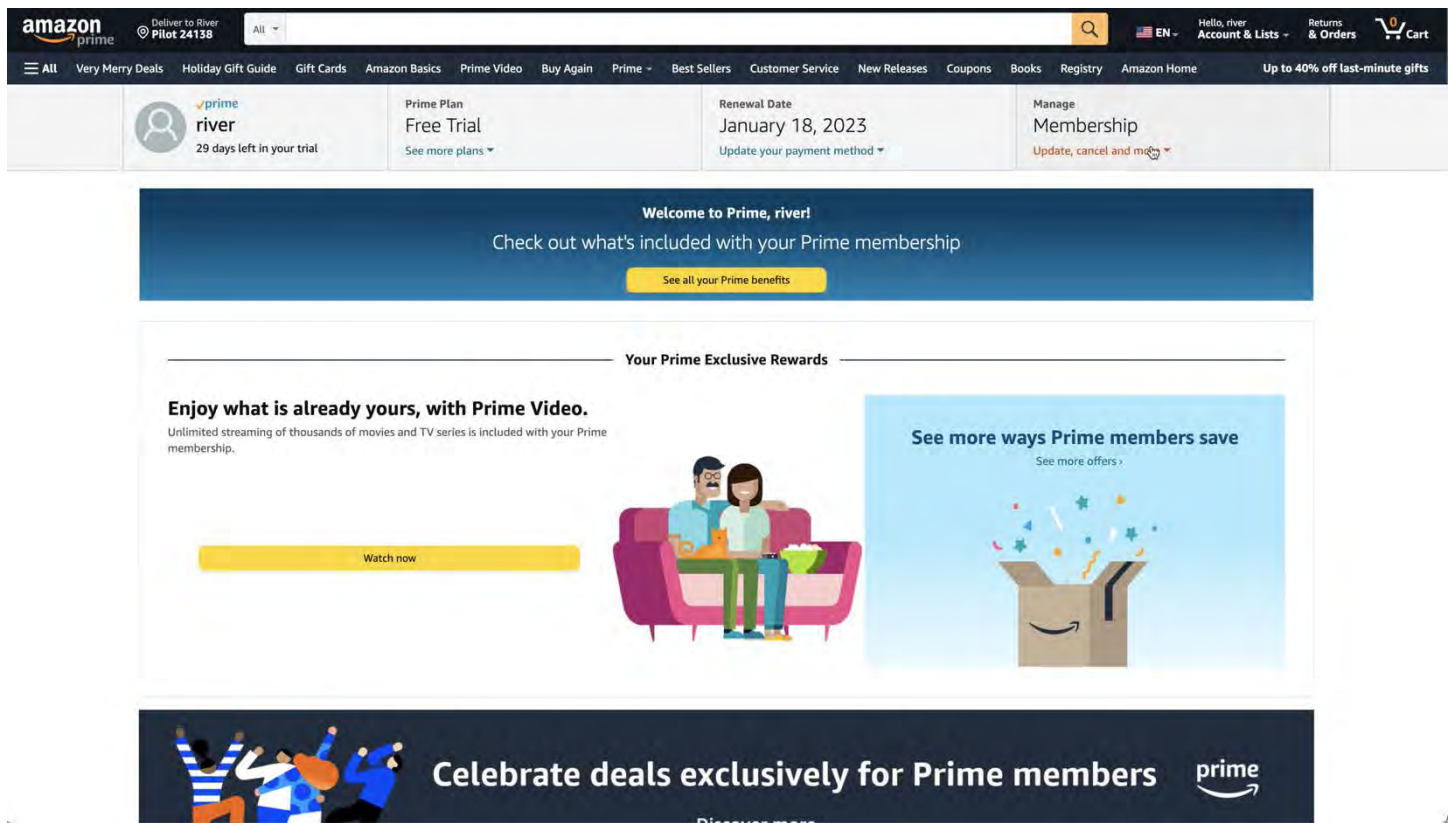 amazon prime
Deliver to River
Pilot 24138
All
EN
Hello, river
Account & Lists
Returns
& Orders
0
Cart
All Very Merry Deals Holiday Gift Guide Gift Cards Amazon Basics Prime Video Buy Again Prime Best Sellers Customer Service New Releases Coupons Books Registry Amazon Home Up to 40% off last-minute gifts
prime
river
29 days left in your trial
Prime Plan
Free Trial
See more plans
Renewal Date
January 18, 2023
Update your payment method
Manage
Membership
Update, cancel and more
Welcome to Prime, river!
Check out what's included with your Prime membership
See all your Prime benefits
Your Prime Exclusive Rewards
Enjoy what is already yours, with Prime Video.
Unlimited streaming of thousands of movies and TV series is included with your Prime
membership.
Watch now
See more ways Prime members save
See more offers ›
Celebrate deals exclusively for Prime members
prime
Discover more